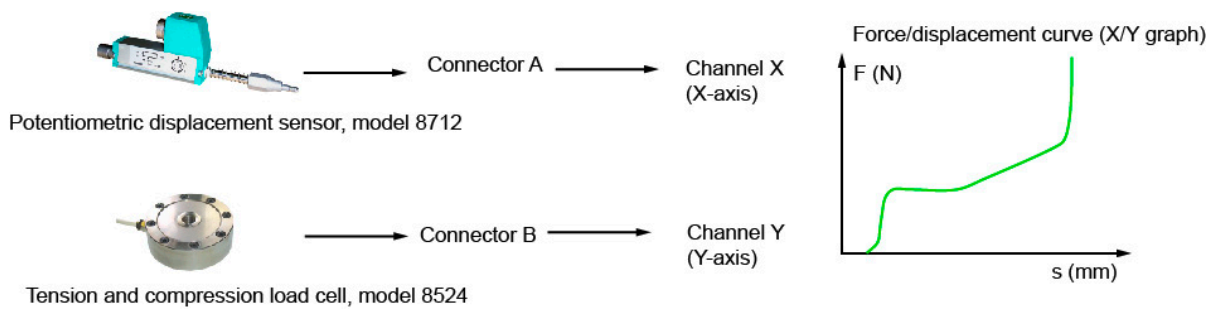 Potentiometric displacement sensor, model 8712
Connector A
Channel X
(X-axis)
Tension and compression load cell, model 8524
Connector B
Channel Y
(Y-axis)
Force/displacement curve (X/Y graph)
F (N)
s (mm)